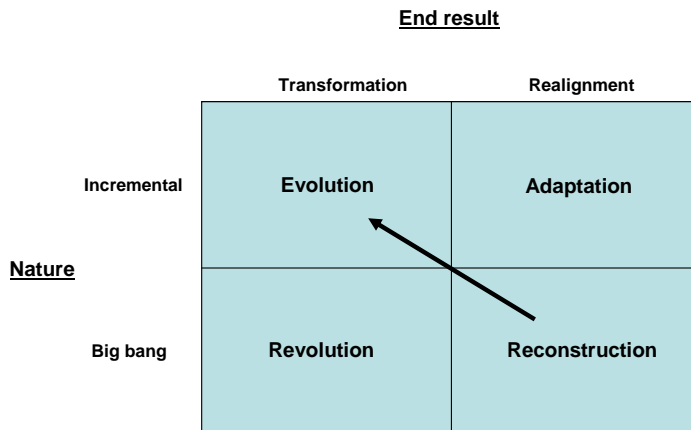 End result
Transformation Realignment
Incremental Evolution Adaptation
Nature
Big bang Revolution Reconstruction